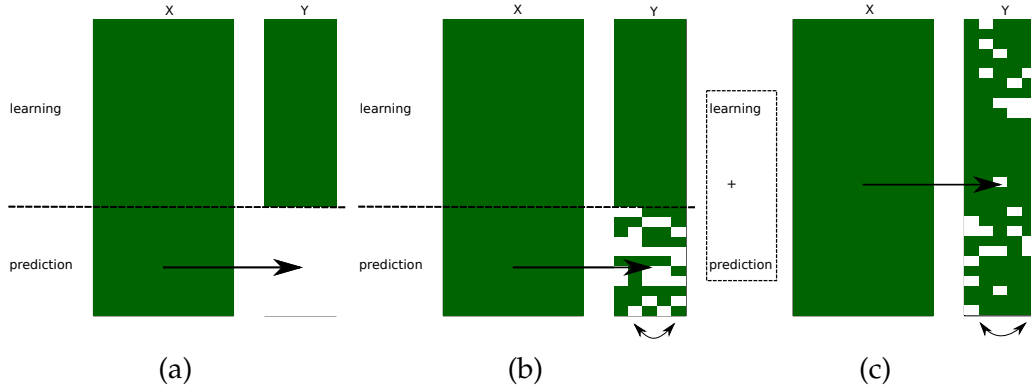 X Y
learning
prediction
(a)
X Y
learning
prediction
(b)
X Y
learning
+
prediction
(c)